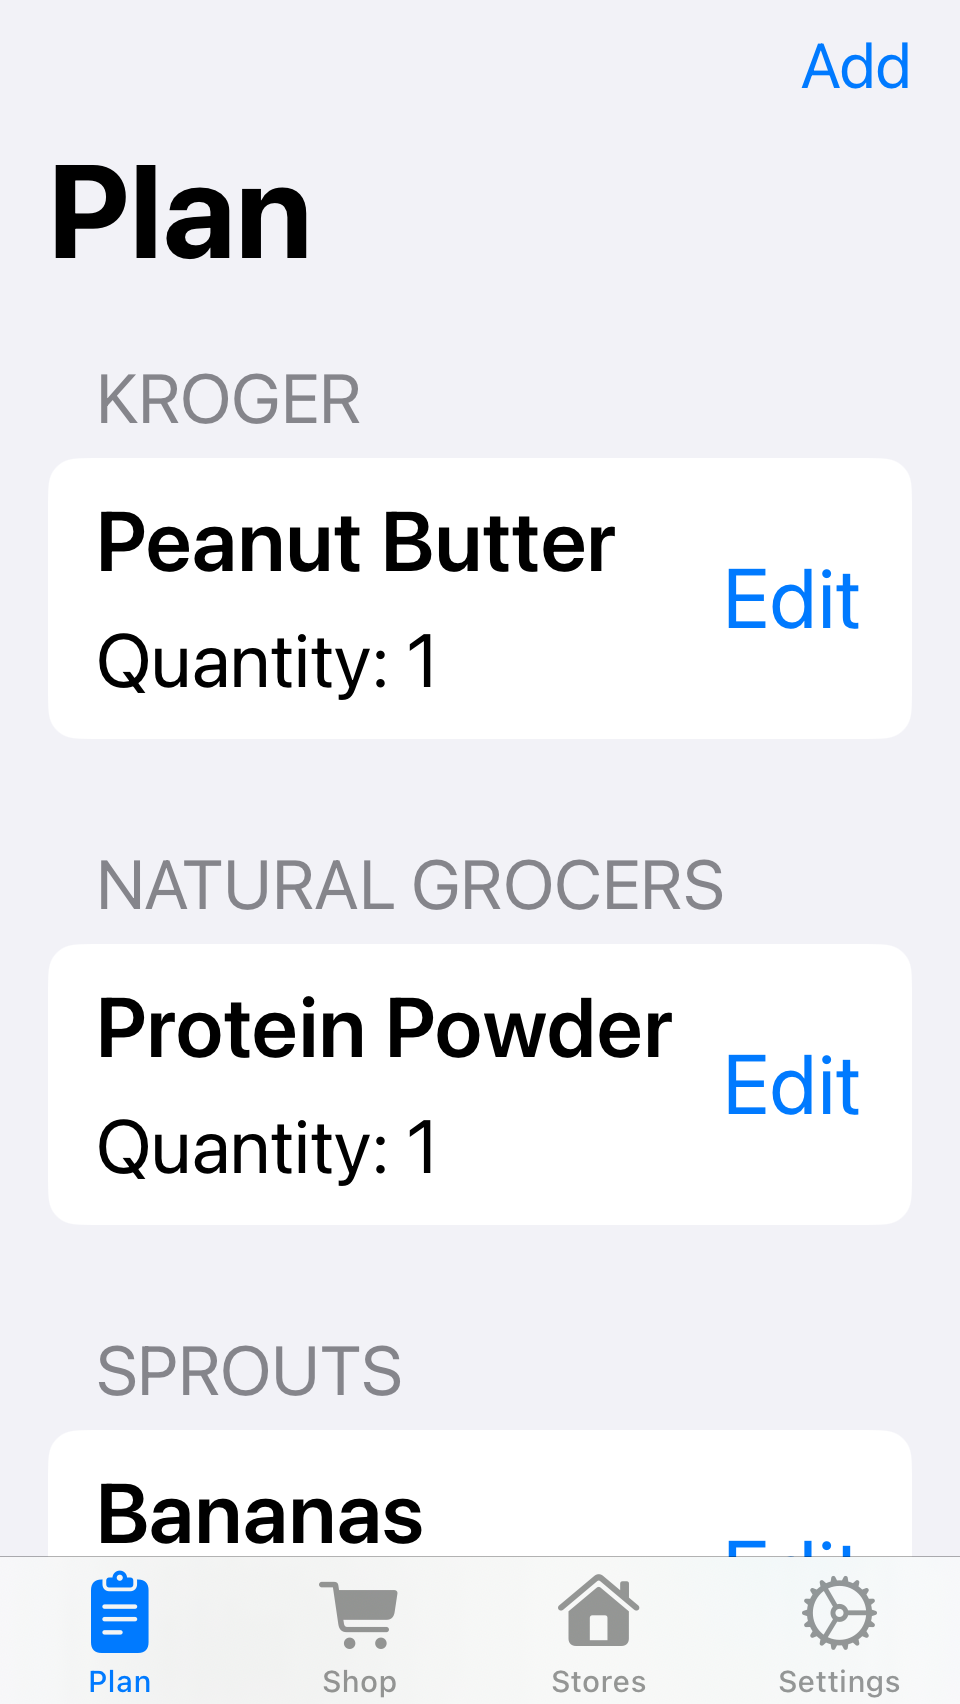 Add
Plan
KROGER
Peanut Butter
Edit
Quantity: 1
NATURAL GROCERS
Protein Powder
Edit
Quantity: 1
SPROUTS
Bananas
Edit
Plan
Shop
Stores
Settings